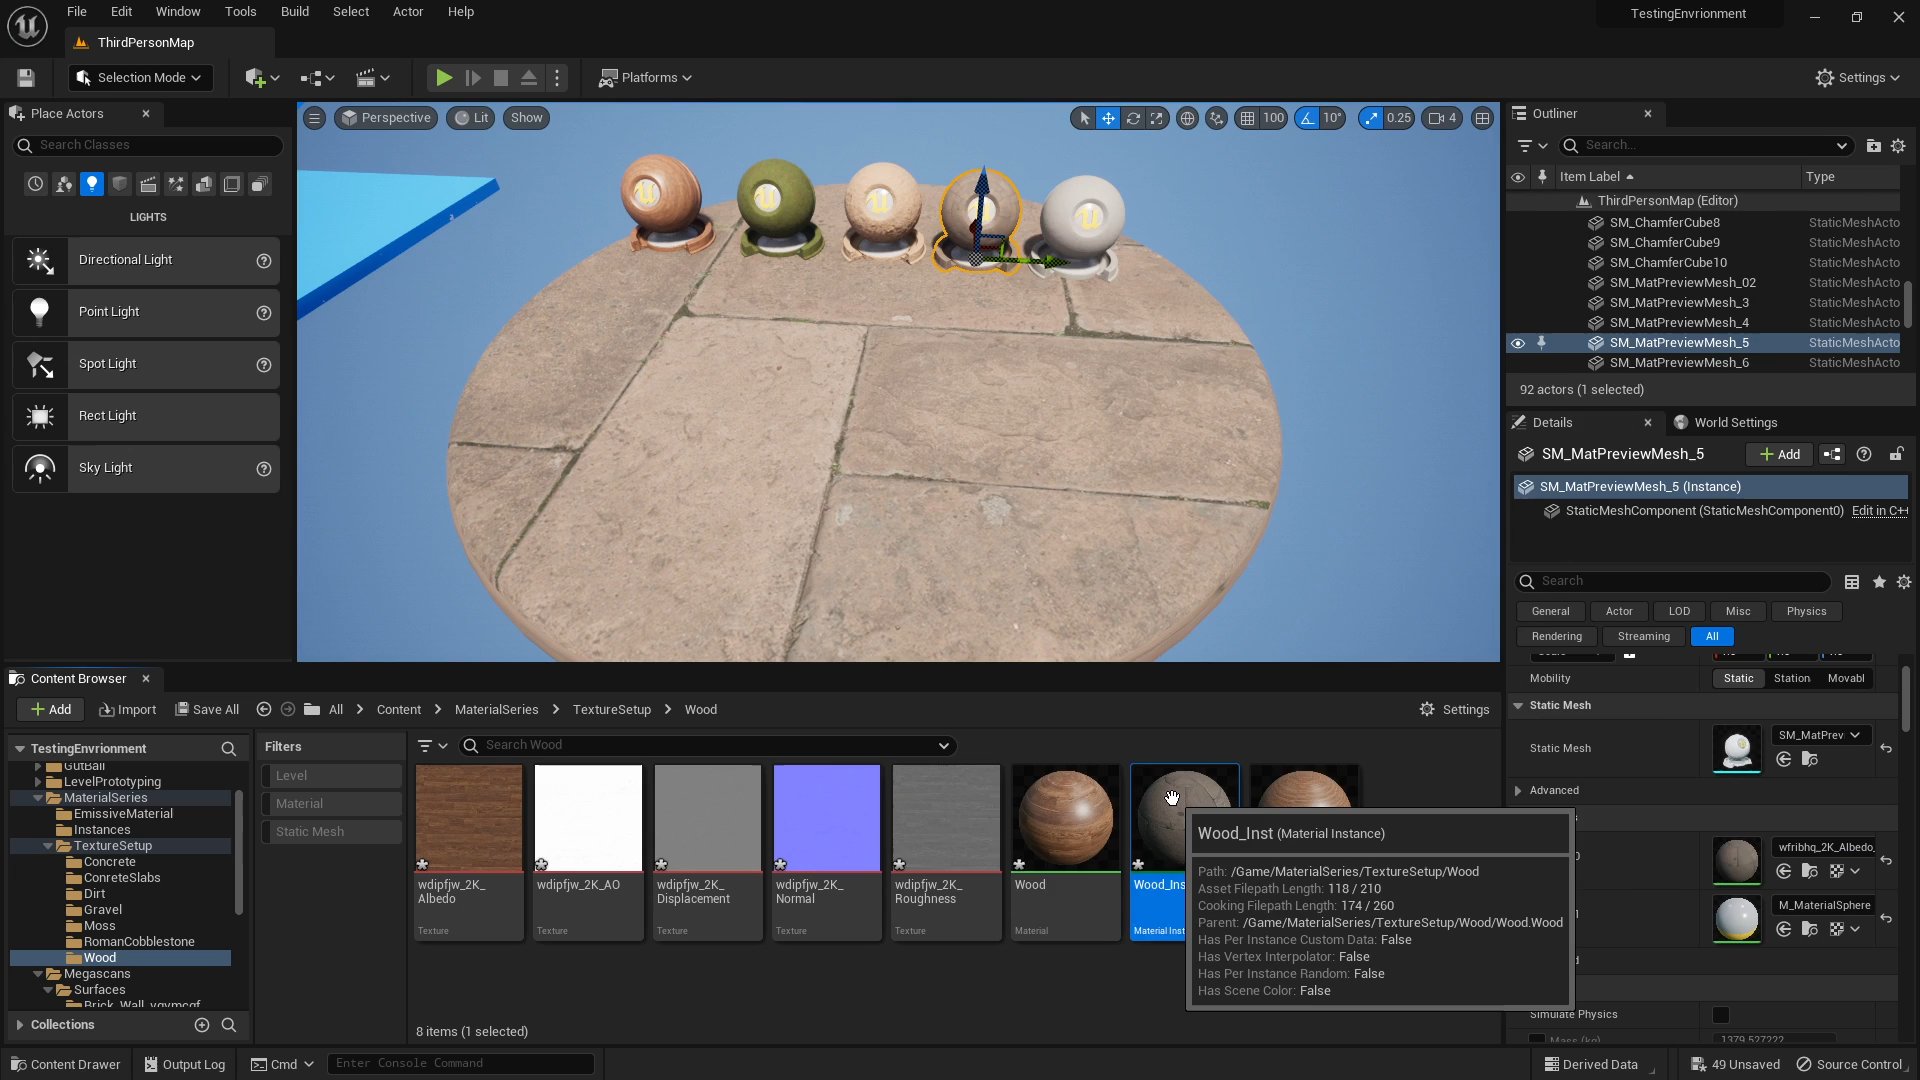 File Edit Window Tools Build Select Actor Help
TestingEnvrionment
ThirdPersonMap
Selection Mode
Platforms
Settings
Place Actors
Search Classes
LIGHTS
Directional Light
Point Light
Spot Light
Rect Light
Sky Light
Perspective
Lit
Show
100
10°
0.25
4
Outliner
Search...
Item Label
Type
ThirdPersonMap (Editor)
SM_ChamferCube8 StaticMeshActo
SM_ChamferCube9 StaticMeshActo
SM_ChamferCube10 StaticMeshActo
SM_MatPreviewMesh_02 StaticMeshActo
SM_MatPreviewMesh_3 StaticMeshActo
SM_MatPreviewMesh_4 StaticMeshActo
SM_MatPreviewMesh_5 StaticMeshActo
SM_MatPreviewMesh_6 StaticMeshActo
92 actors (1 selected)
Details
World Settings
SM_MatPreviewMesh_5
Add
SM_MatPreviewMesh_5 (Instance)
StaticMeshComponent (StaticMeshComponent0) Edit in C++
Search
General Actor LOD Misc Physics
Rendering Streaming All
Mobility Static Station Movabl
Static Mesh
Static Mesh
SM_MatPrev
Advanced
wfribhq_2K_Albedo_
M_MaterialSphere
Simulate Physics
Mass (kg) 1379.527222
Content Browser
Add Import Save All
All > Content > MaterialSeries > TextureSetup > Wood
Settings
TestingEnvrionment
GutBall
LevelPrototyping
MaterialSeries
EmissiveMaterial
Instances
TextureSetup
Concrete
ConreteSlabs
Dirt
Gravel
Moss
RomanCobblestone
Wood
Megascans
Surfaces
Collections
Filters
Level
Material
Static Mesh
Search Wood
wdipfjw_2K_
Albedo
Texture
wdipfjw_2K_AO
Texture
wdipfjw_2K_
Displacement
Texture
wdipfjw_2K_
Normal
Texture
wdipfjw_2K_
Roughness
Texture
Wood
Material
Wood_Ins
Material Inst
Wood_Inst (Material Instance)
Path: /Game/MaterialSeries/TextureSetup/Wood
Asset Filepath Length: 118 / 210
Cooking Filepath Length: 174 / 260
Parent: /Game/MaterialSeries/TextureSetup/Wood/Wood.Wood
Has Per Instance Custom Data: False
Has Vertex Interpolator: False
Has Per Instance Random: False
Has Scene Color: False
8 items (1 selected)
Content Drawer
Output Log
Cmd
Enter Console Command
Derived Data
49 Unsaved
Source Control